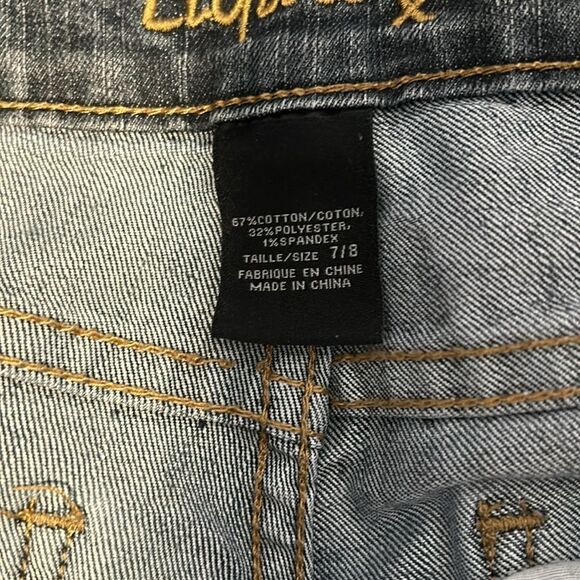 67%COTTON/COTON,
32%POLYESTER,
1%SPANDEX
TAILLE/SIZE 7/8
FABRIQUE EN CHINE
MADE IN CHINA